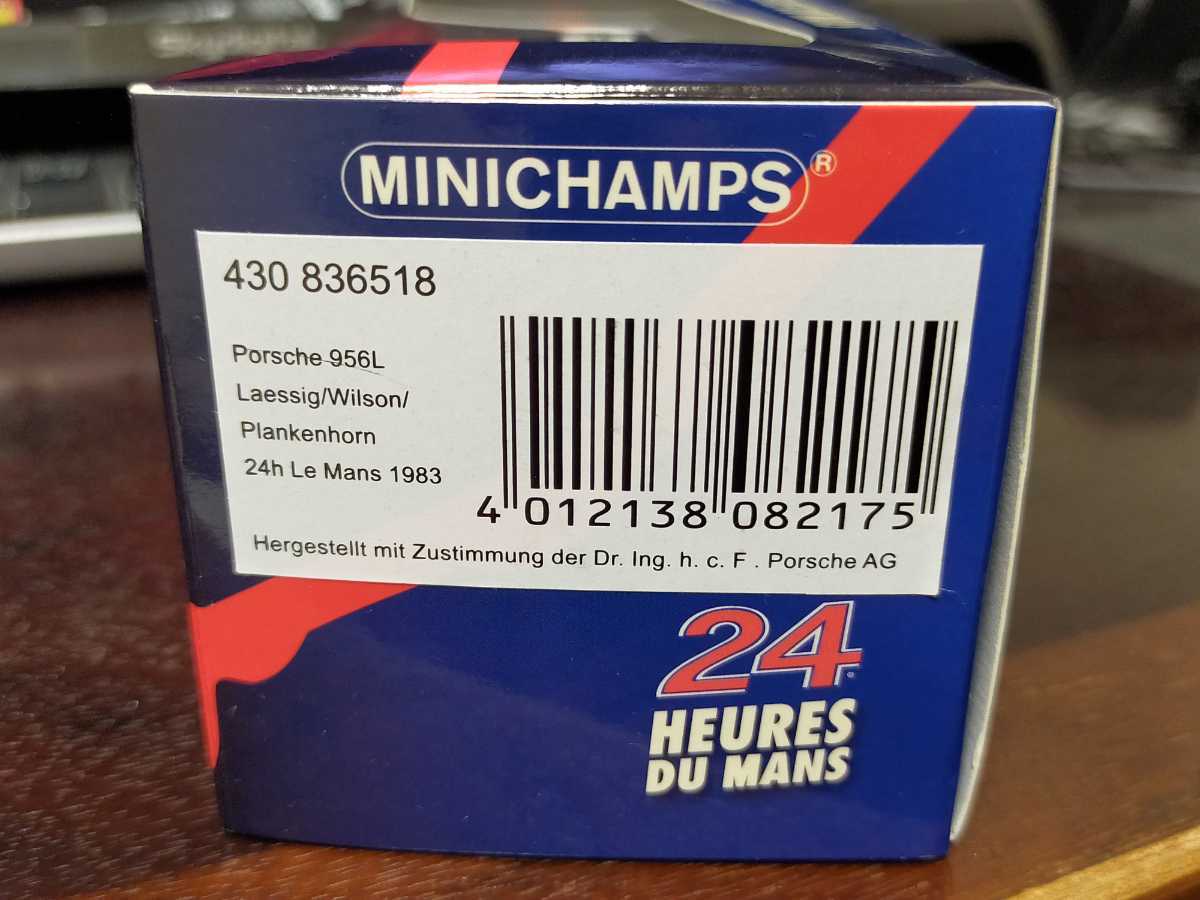 MINICHAMPS®
430 836518
Porsche 956L
Laessig/Wilson/
Plankenhorn
24h Le Mans 1983
4 012138 082175
Hergestellt mit Zustimmung der Dr. Ing. h. c. F . Porsche AG
24
HEURES
DU MANS